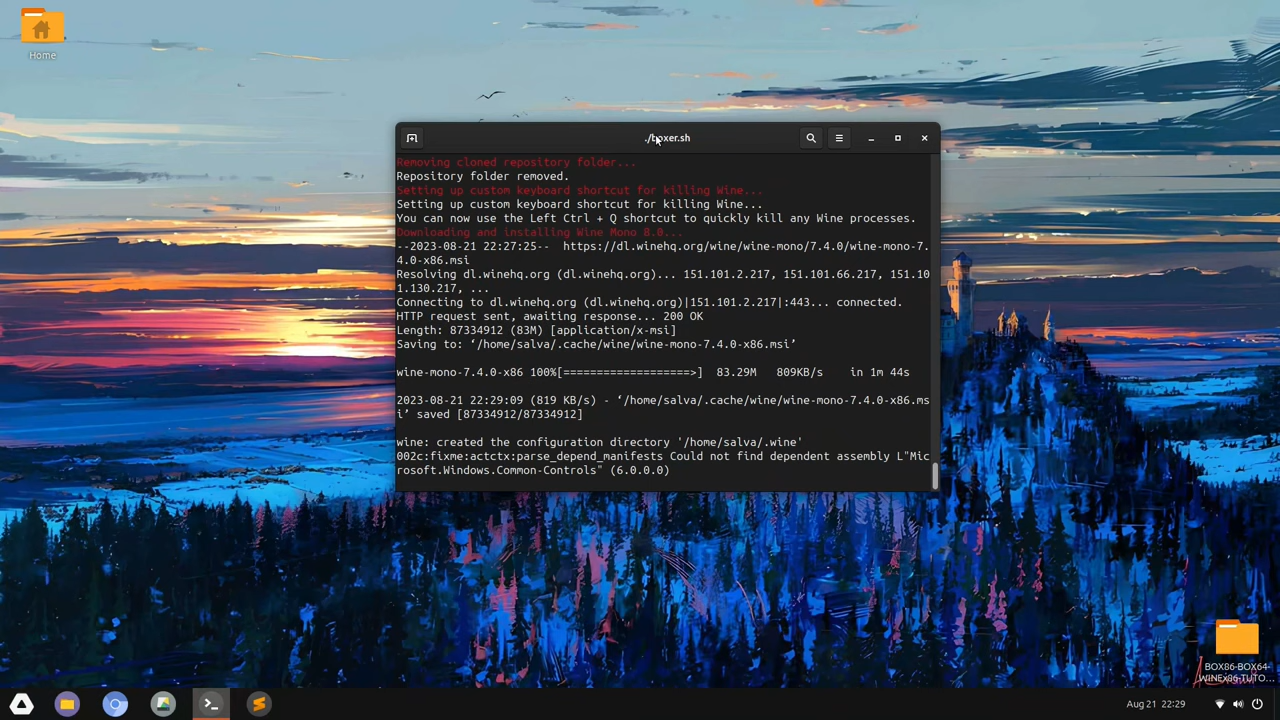 Home
./boxer.sh
Removing cloned repository folder...
Repository folder removed.
Setting up custom keyboard shortcut for killing Wine...
Setting up custom keyboard shortcut for killing Wine...
You can now use the Left Ctrl + Q shortcut to quickly kill any Wine processes.
Downloading and installing Wine Mono 8.0...
--2023-08-21 22:27:25--  https://dl.winehq.org/wine/wine-mono/7.4.0/wine-mono-7.
4.0-x86.msi
Resolving dl.winehq.org (dl.winehq.org)... 151.101.2.217, 151.101.66.217, 151.10
1.130.217, ...
Connecting to dl.winehq.org (dl.winehq.org)|151.101.2.217|:443... connected.
HTTP request sent, awaiting response... 200 OK
Length: 87334912 (83M) [application/x-msi]
Saving to: ‘/home/salva/.cache/wine/wine-mono-7.4.0-x86.msi’
wine-mono-7.4.0-x86 100%[===================>]  83.29M   809KB/s    in 1m 44s
2023-08-21 22:29:09 (819 KB/s) - ‘/home/salva/.cache/wine/wine-mono-7.4.0-x86.ms
i’ saved [87334912/87334912]
wine: created the configuration directory '/home/salva/.wine'
002c:fixme:actctx:parse_depend_manifests Could not find dependent assembly L"Mic
rosoft.Windows.Common-Controls" (6.0.0.0)
BOX86-BOX64-
WINEx86-TUTO...
Aug 21  22:29